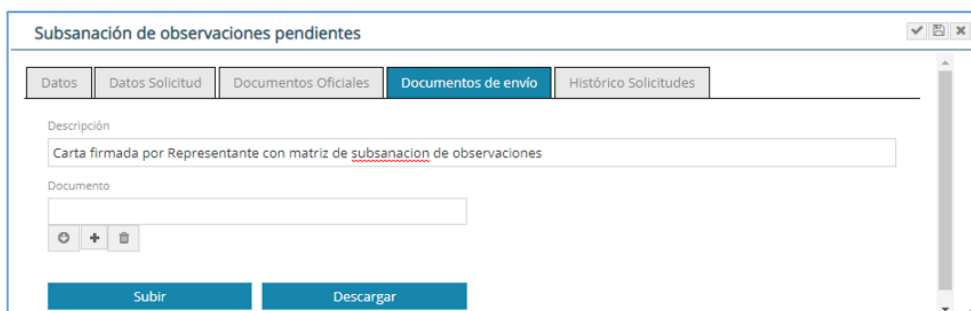 Subsanación de observaciones pendientes
Datos
Datos Solicitud
Documentos Oficiales
Documentos de envío
Histórico Solicitudes
Descripción
Carta firmada por Representante con matriz de subsanacion de observaciones
Documento
Subir
Descargar